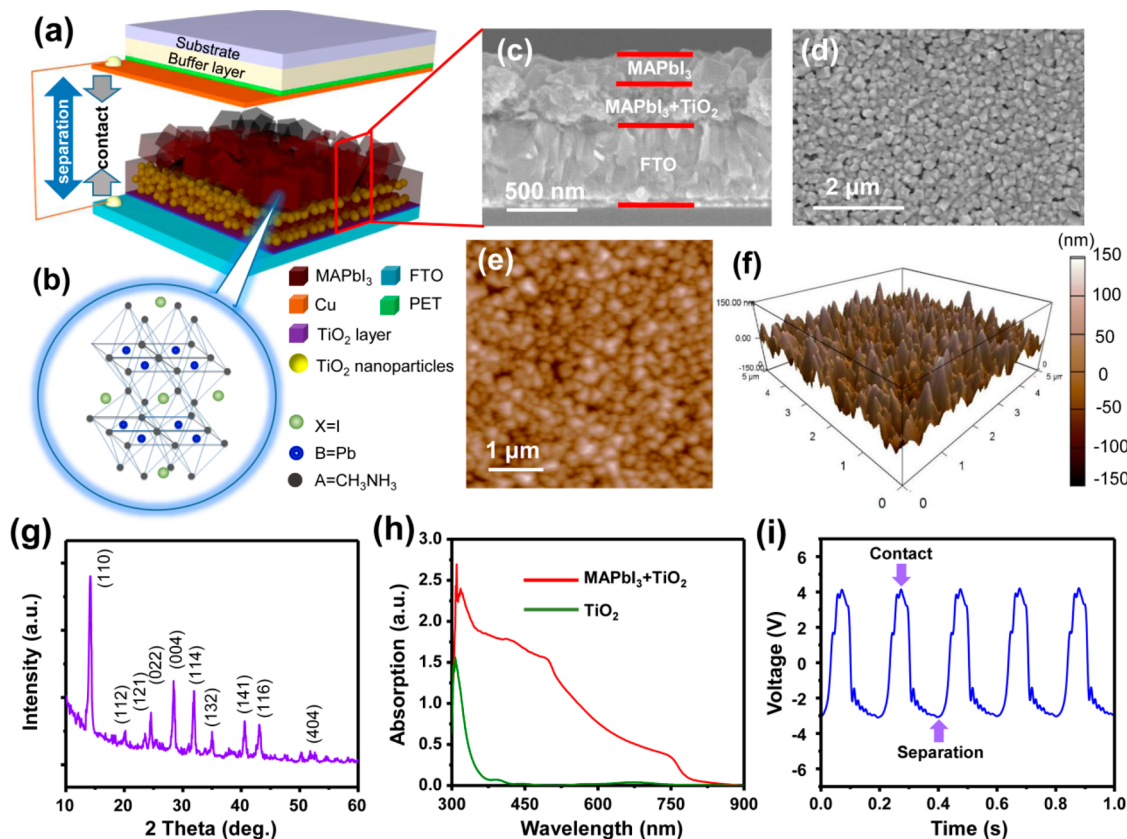 (a)
Substrate
Buffer layer
separation
contact
(b)
MAPbI₃
FTO
Cu
PET
TiO₂ layer
TiO₂ nanoparticles
X=I
B=Pb
A=CH₃NH₃
(c)
MAPbI₃
MAPbI₃+TiO₂
FTO
500 nm
(d)
2 μm
(e)
1 μm
(f)
150.00 nm
0.00
-150.00
5 μm
4
3
2
1
0
0
1
2
3
4
5 μm
0
(nm)
150
100
50
0
-50
-100
-150
(g)
Intensity (a.u.)
(110)
(112)
(121)
(022)
(004)
(114)
(132)
(141)
(116)
(404)
10 20 30 40 50 60
2 Theta (deg.)
(h)
Absorption (a.u.)
3.0
2.5
2.0
1.5
1.0
0.5
0.0
MAPbI₃+TiO₂
TiO₂
300 450 600 750 900
Wavelength (nm)
(i)
Voltage (V)
6
4
2
0
-2
-4
-6
Contact
Separation
0.0 0.2 0.4 0.6 0.8 1.0
Time (s)